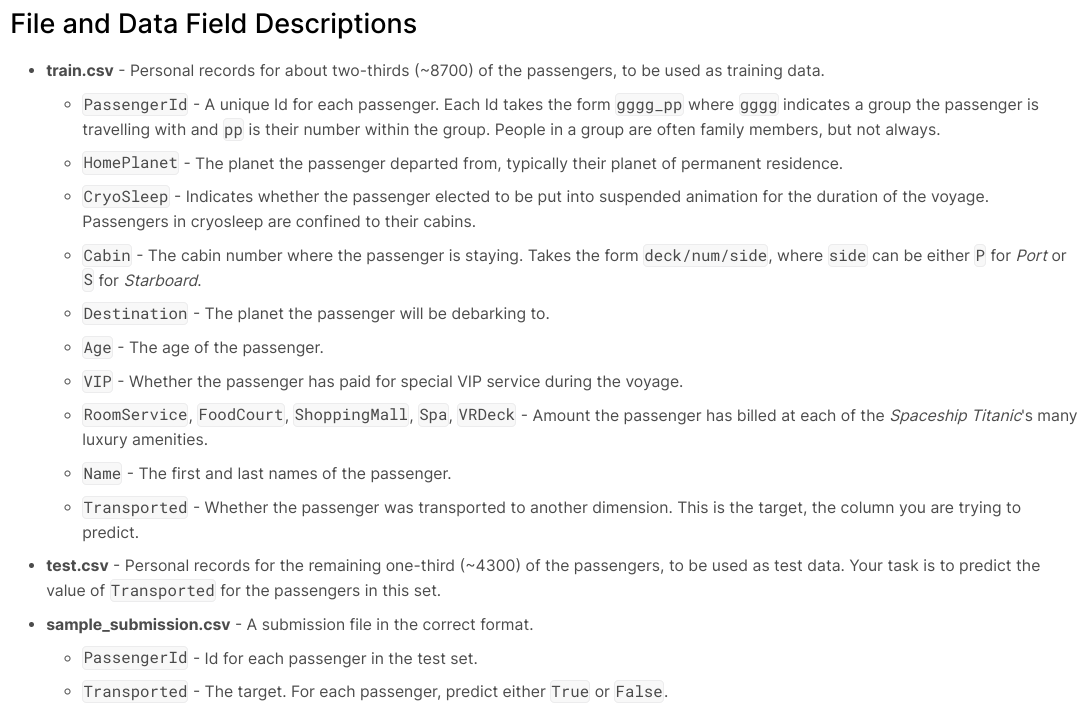 File and Data Field Descriptions
• train.csv - Personal records for about two-thirds (~8700) of the passengers, to be used as training data.
◦ PassengerId - A unique Id for each passenger. Each Id takes the form gggg_pp where gggg indicates a group the passenger is
travelling with and pp is their number within the group. People in a group are often family members, but not always.
◦ HomePlanet - The planet the passenger departed from, typically their planet of permanent residence.
◦ CryoSleep - Indicates whether the passenger elected to be put into suspended animation for the duration of the voyage.
Passengers in cryosleep are confined to their cabins.
◦ Cabin - The cabin number where the passenger is staying. Takes the form deck/num/side, where side can be either P for Port or
S for Starboard.
◦ Destination - The planet the passenger will be debarking to.
◦ Age - The age of the passenger.
◦ VIP - Whether the passenger has paid for special VIP service during the voyage.
◦ RoomService, FoodCourt, ShoppingMall, Spa, VRDeck - Amount the passenger has billed at each of the Spaceship Titanic's many
luxury amenities.
◦ Name - The first and last names of the passenger.
◦ Transported - Whether the passenger was transported to another dimension. This is the target, the column you are trying to
predict.
• test.csv - Personal records for the remaining one-third (~4300) of the passengers, to be used as test data. Your task is to predict the
value of Transported for the passengers in this set.
• sample_submission.csv - A submission file in the correct format.
◦ PassengerId - Id for each passenger in the test set.
◦ Transported - The target. For each passenger, predict either True or False.